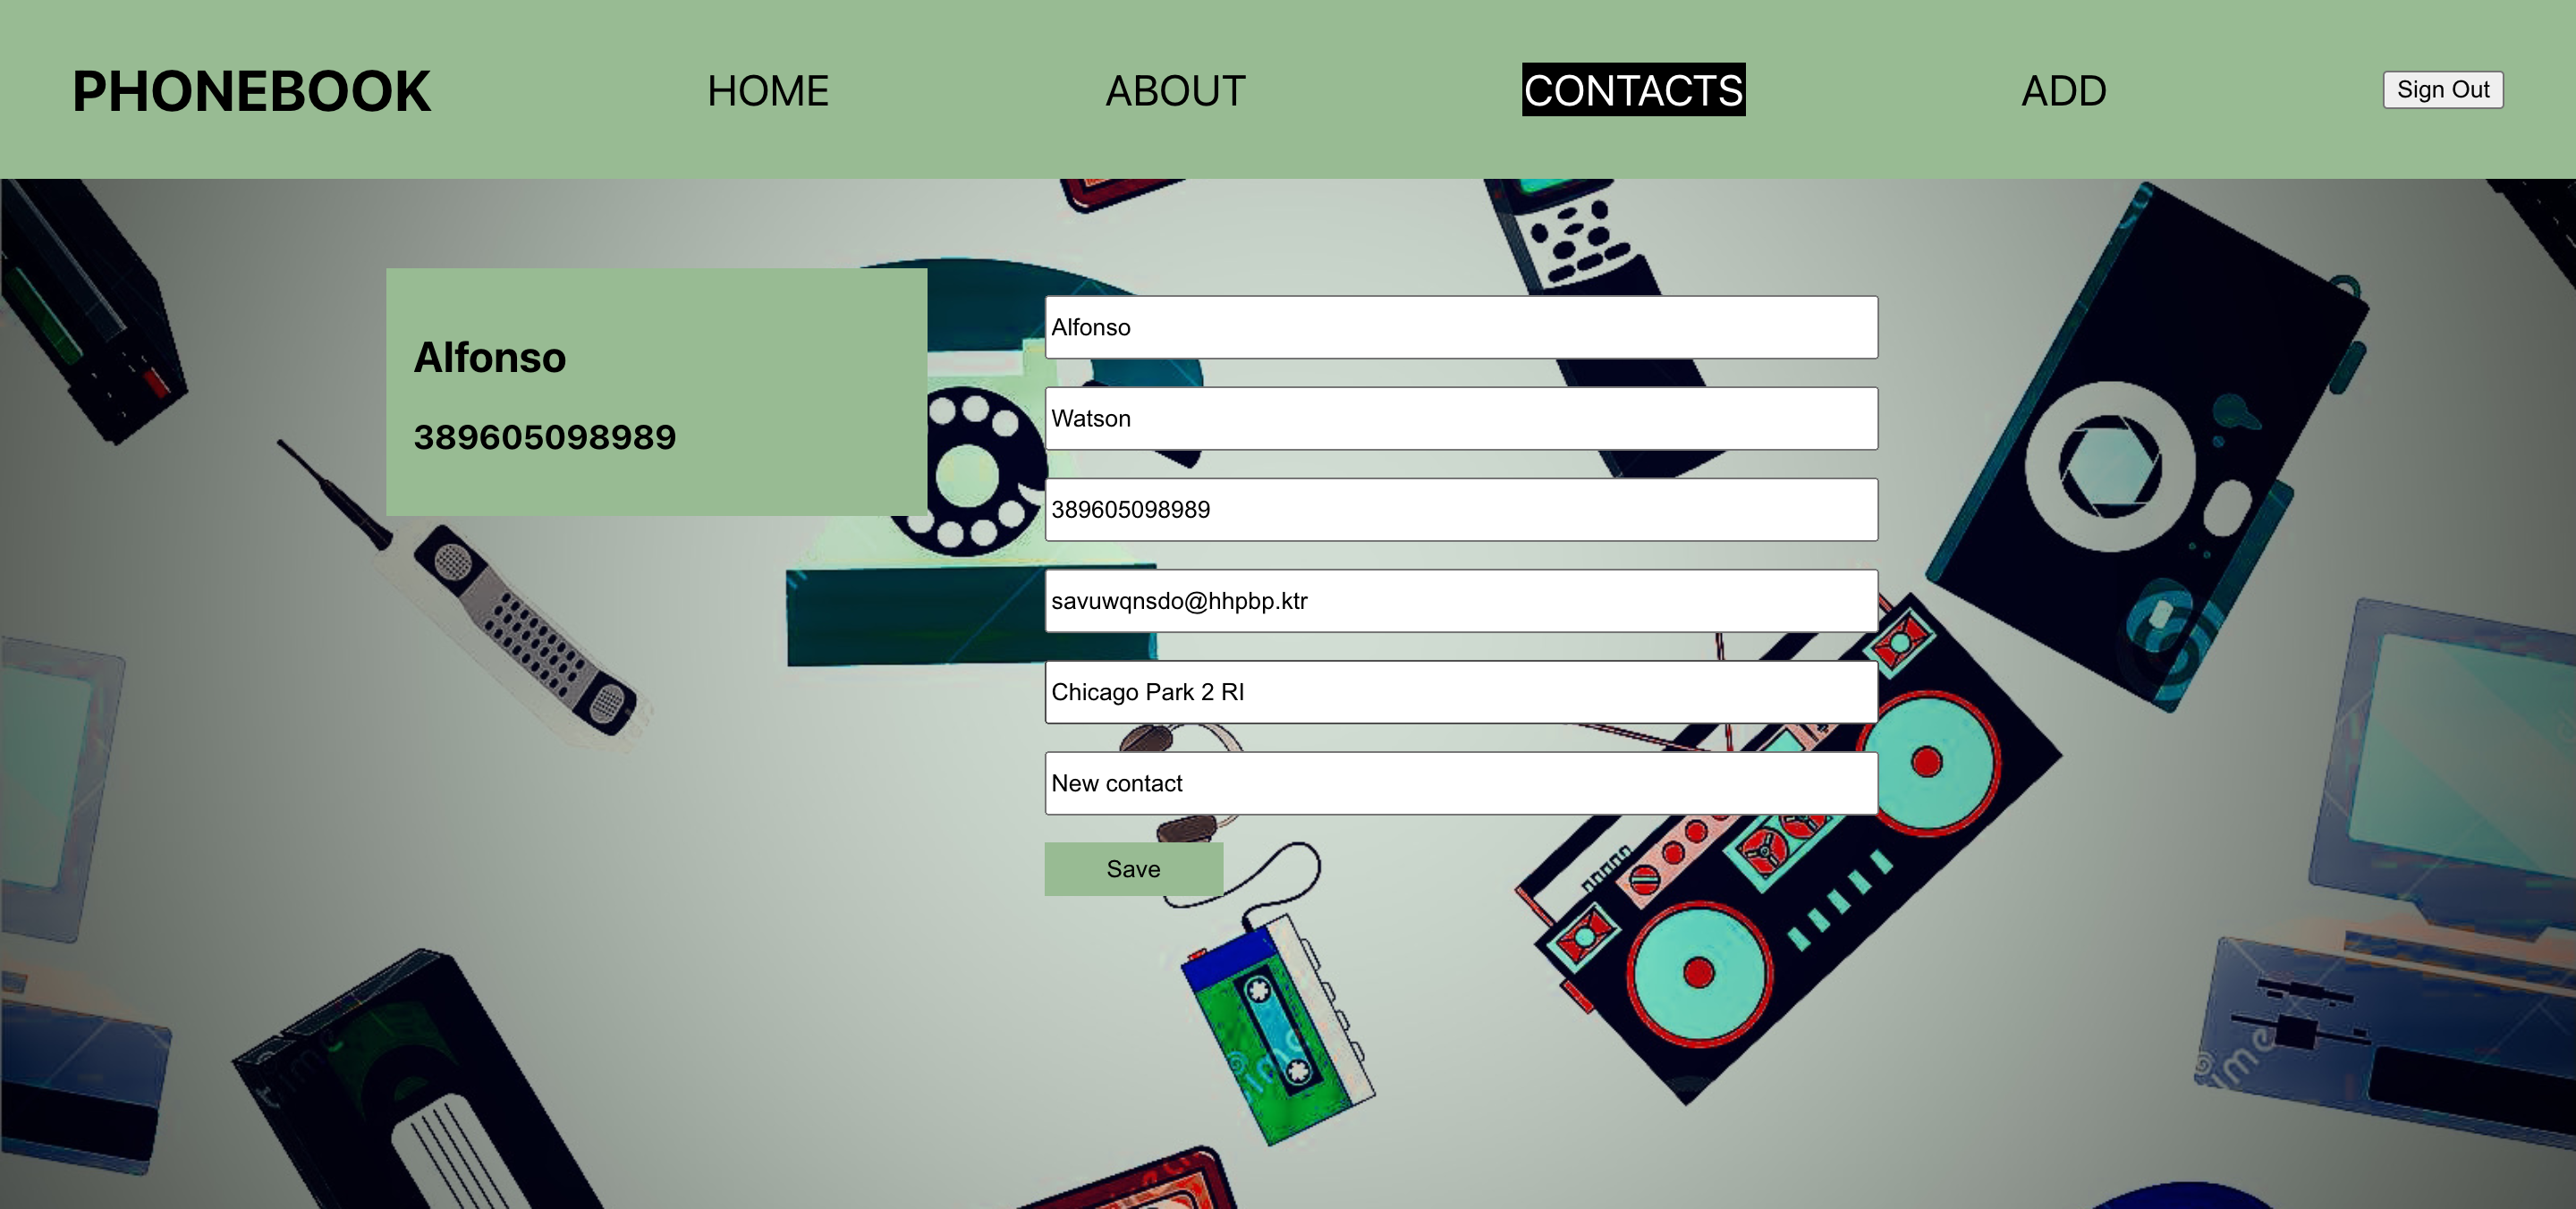 PHONEBOOK
HOME
ABOUT
CONTACTS
ADD
Sign Out
Alfonso
389605098989
Alfonso
Watson
389605098989
savuwqnsdo@hhpbp.ktr
Chicago Park 2 RI
New contact
Save